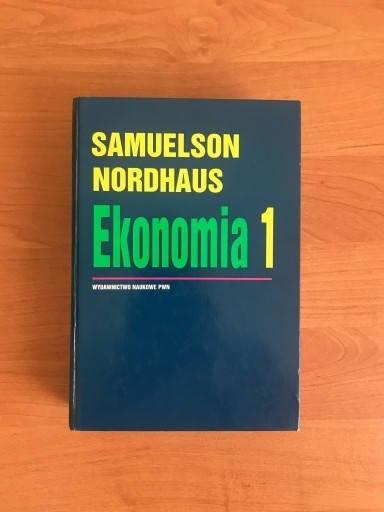 SAMUELSON
NORDHAUS
Ekonomia 1
WYDAWNICTWO NAUKOWE PWN